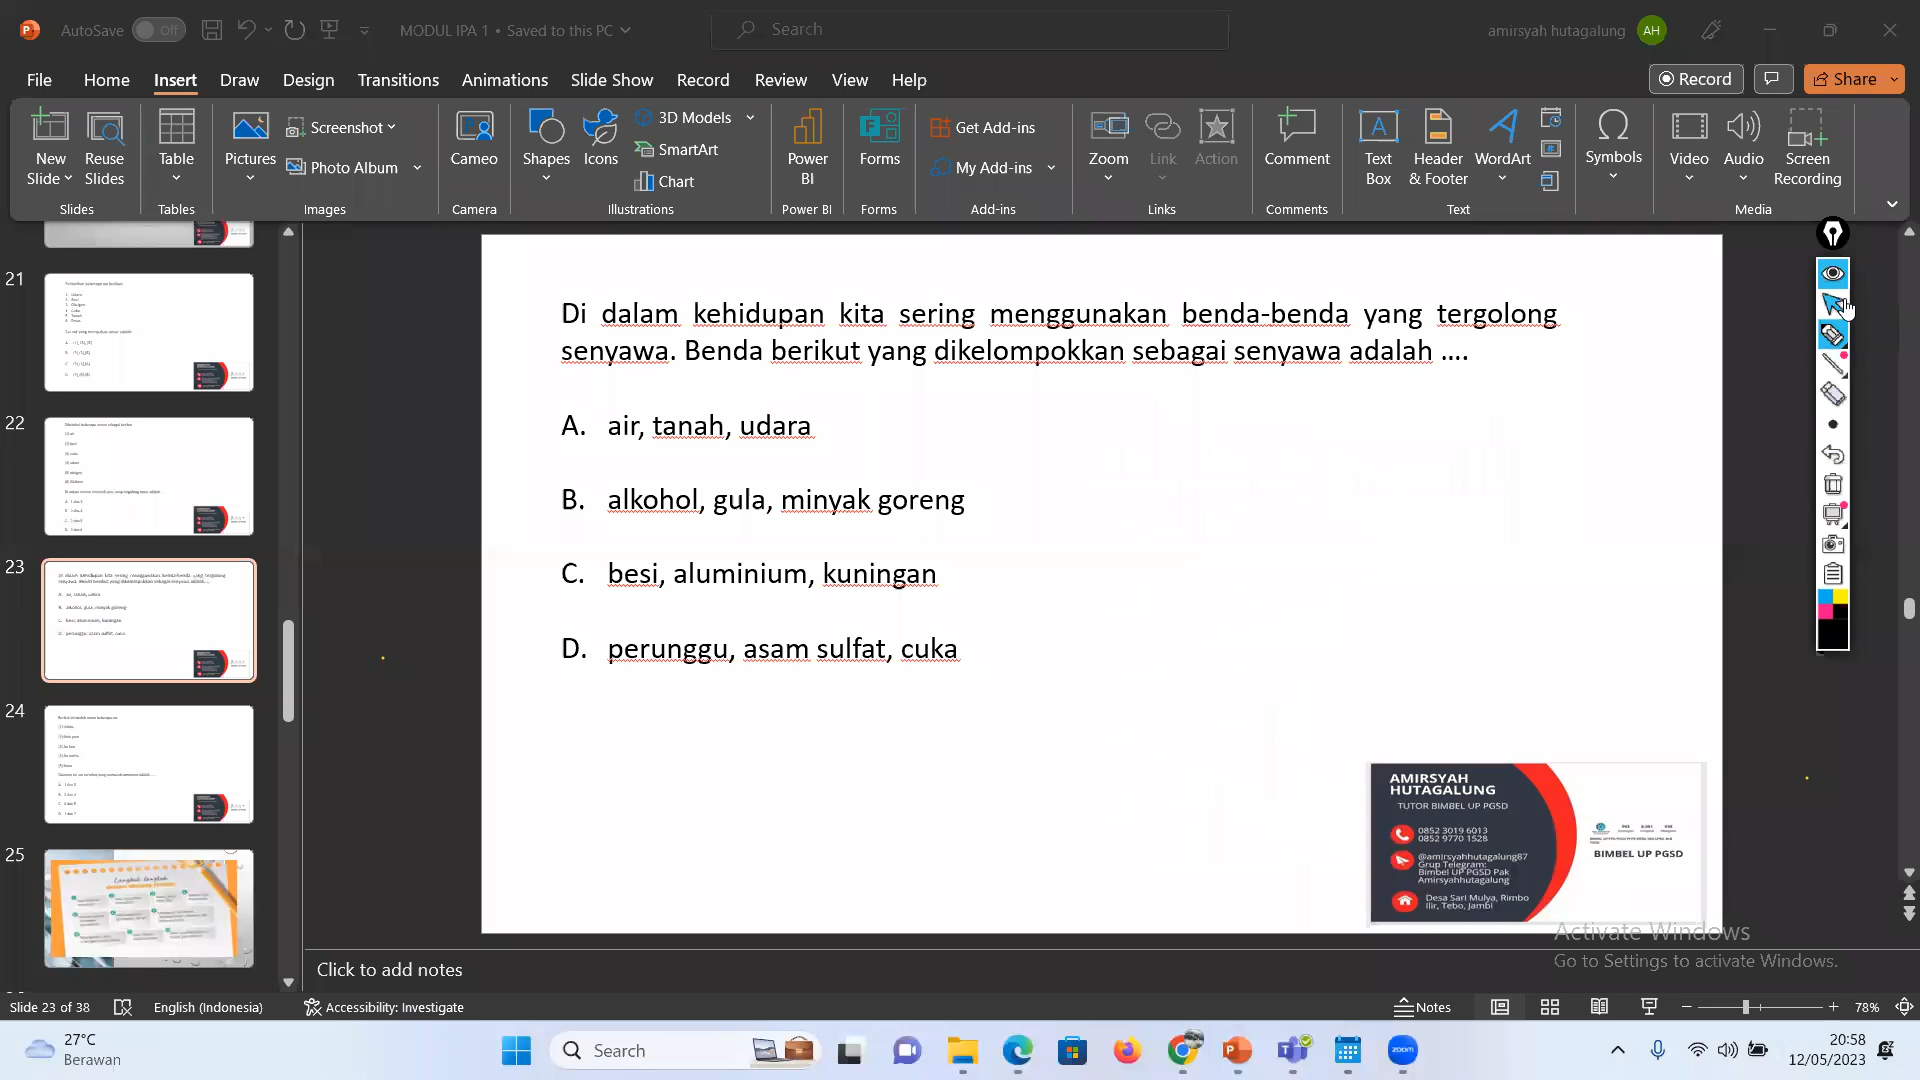 AutoSave Off MODUL IPA 1 • Saved to this PC Search amirsyah hutagalung AH
File Home Insert Draw Design Transitions Animations Slide Show Record Review View Help Record Share
New Slide Reuse Slides Table Pictures Screenshot Photo Album Cameo Shapes Icons 3D Models SmartArt Chart Power BI Forms Get Add-ins My Add-ins Zoom Link Action Comment Text Box Header & Footer WordArt Symbols Video Audio Screen Recording
Slides Tables Images Camera Illustrations Power BI Forms Add-ins Links Comments Text Media
21
22
23
24
25
Di dalam kehidupan kita sering menggunakan benda-benda yang tergolong
senyawa. Benda berikut yang dikelompokkan sebagai senyawa adalah ....
A. air, tanah, udara
B. alkohol, gula, minyak goreng
C. besi, aluminium, kuningan
D. perunggu, asam sulfat, cuka
AMIRSYAH
HUTAGALUNG
TUTOR BIMBEL UP PGSD
0852 3019 6013
0852 9770 1528
@amirsyahhutagalung87
Grup Telegram:
Bimbel UP PGSD Pak
Amirsyahhutagalung
Desa Sari Mulya, Rimbo
Ilir, Tebo, Jambi
BIMBEL UP PGSD
Activate Windows
Go to Settings to activate Windows.
Click to add notes
Slide 23 of 38 English (Indonesia) Accessibility: Investigate Notes 78%
27°C
Berawan
Search
zoom
20:58
12/05/2023